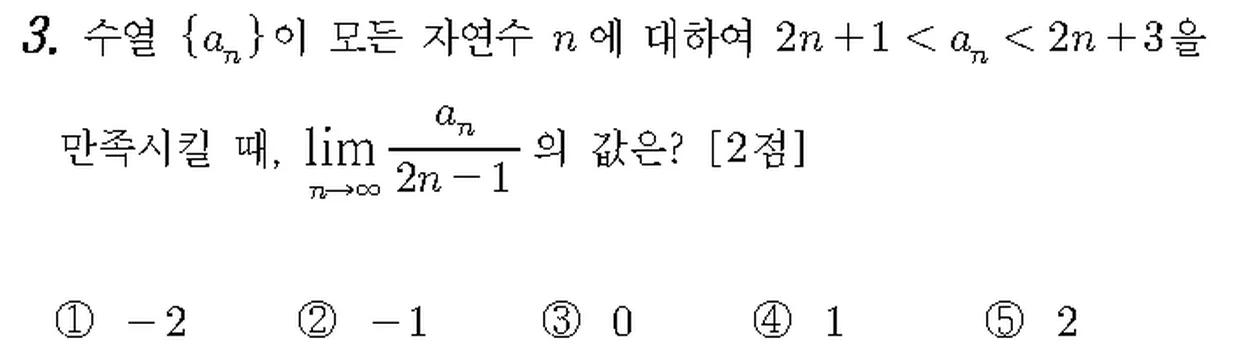 3. 수열 {aₙ}이 모든 자연수 n에 대하여 2n+1 < aₙ < 2n+3을
만족시킬 때, lim_{n→∞} aₙ/(2n-1) 의 값은? [2점]
① -2 ② -1 ③ 0 ④ 1 ⑤ 2